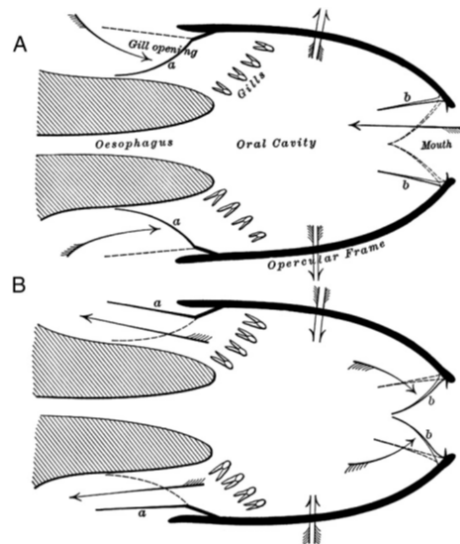 A
Gill opening
a
Gills
b
Oesophagus
Oral Cavity
Mouth
b
a
Opercular Frame
B
a
b
b
a